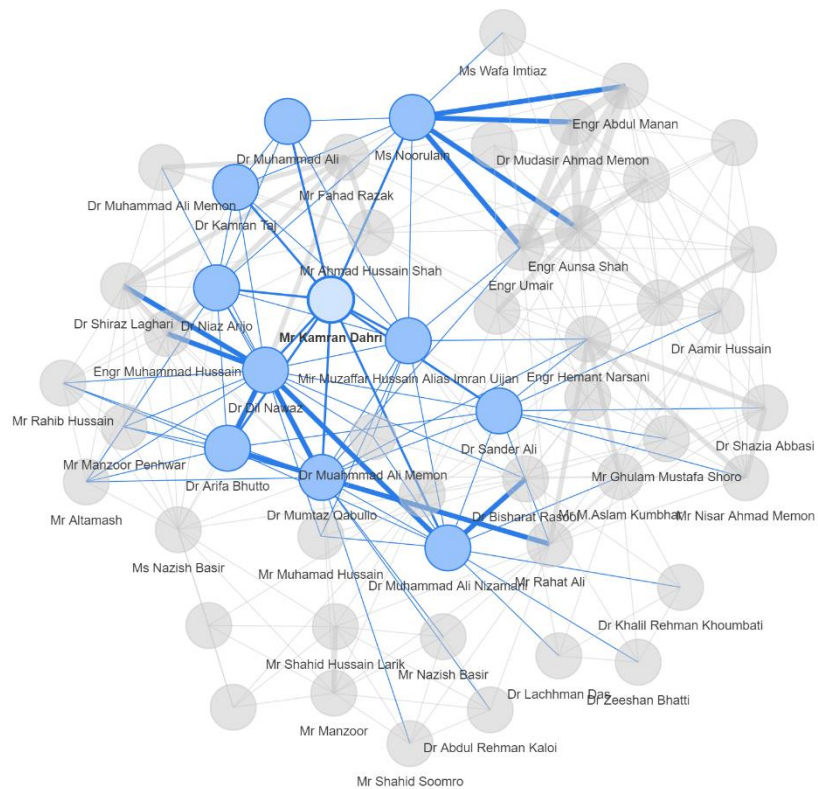 Ms Wafa Imtiaz
Engr Abdul Manan
Dr Mudasir Ahmad Memon
Ms Noorulain
Dr Muhammad Ali
Mr Fahad Razak
Dr Muhammad Ali Memon
Dr Kamran Taj
Engr Aunsa Shah
Mr Ahmad Hussain Shah
Engr Umair
Dr Shiraz Laghari
Dr Niaz Arijo
Mr Kamran Dahri
Dr Aamir Hussain
Engr Muhammad Hussain
Mir Muzaffar Hussain Alias Imran Ujjan
Engr Hemant Narsani
Dr Dil Nawaz
Mr Rahib Hussain
Dr Shazia Abbasi
Dr Sander Ali
Mr Manzoor Penhwar
Dr Muahmmad Ali Memon
Mr Ghulam Mustafa Shoro
Dr Arifa Bhutto
Mr M.Aslam Kumbhar
Mr Nisar Ahmad Memon
Mr Altamash
Dr Mumtaz Qabulio
Dr Bisharat Rasool
Ms Nazish Basir
Mr Muhamad Hussain
Dr Muhammad Ali Nizamani
Mr Rahat Ali
Dr Khalil Rehman Khoumbati
Mr Shahid Hussain Larik
Mr Nazish Basir
Dr Lachhman Das
Dr Zeeshan Bhatti
Mr Manzoor
Dr Abdul Rehman Kaloi
Mr Shahid Soomro